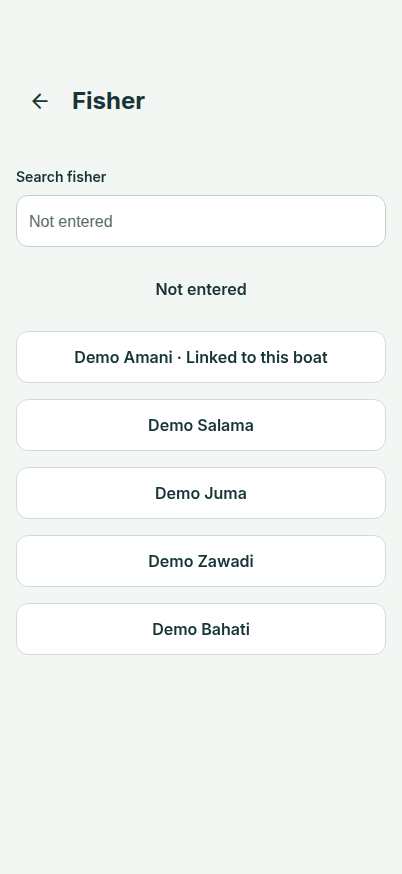 Fisher
Search fisher
Not entered
Not entered
Demo Amani · Linked to this boat
Demo Salama
Demo Juma
Demo Zawadi
Demo Bahati